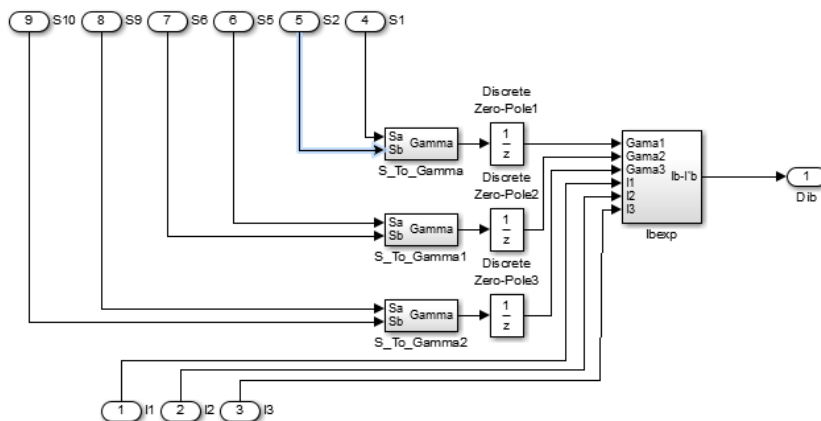 9 S10 8 S9 7 S6 6 S5 5 S2 4 S1
Discrete
Zero-Pole1
Sa
Sb
Gamma
S_To_Gamma
1
z
Discrete
Zero-Pole2
Sa
Sb
Gamma
S_To_Gamma1
1
z
Discrete
Zero-Pole3
Sa
Sb
Gamma
S_To_Gamma2
1
z
Gama1
Gama2
Gama3
I1
I2
I3
Ib-I'b
Ibexp
1
Dib
1 I1 2 I2 3 I3